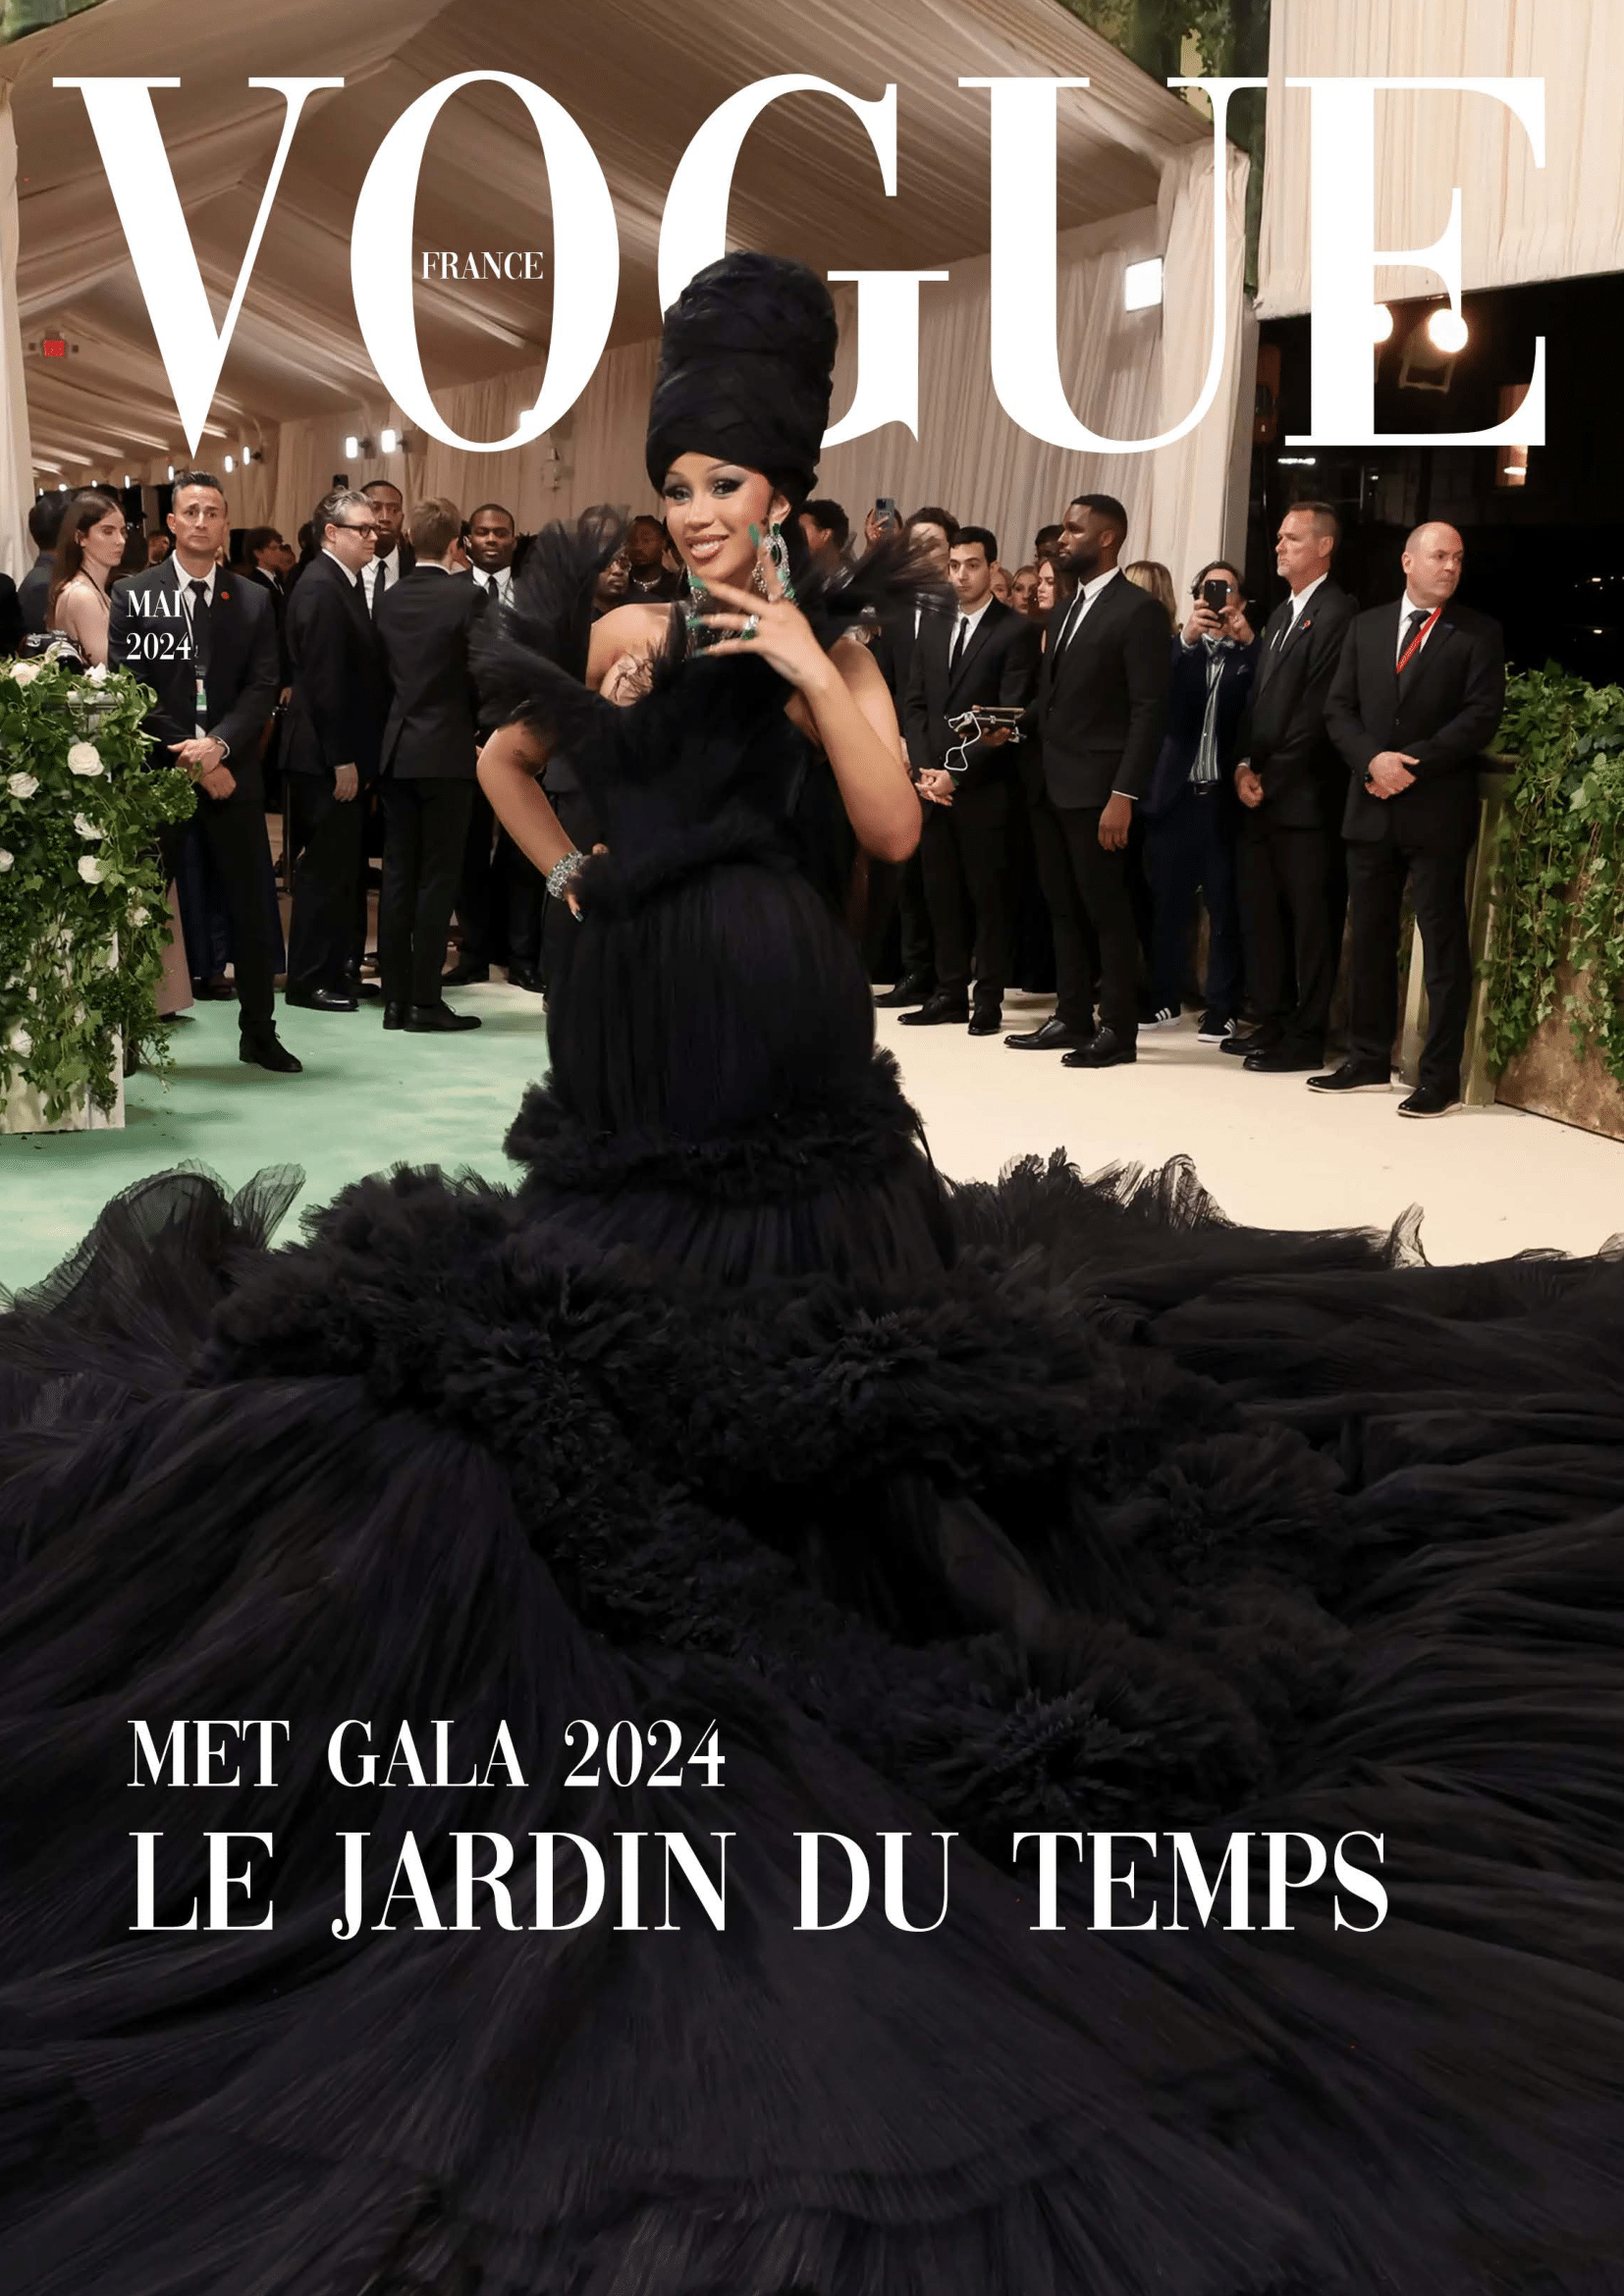 VOGUE
FRANCE
MAI
2024
MET GALA 2024
LE JARDIN DU TEMPS